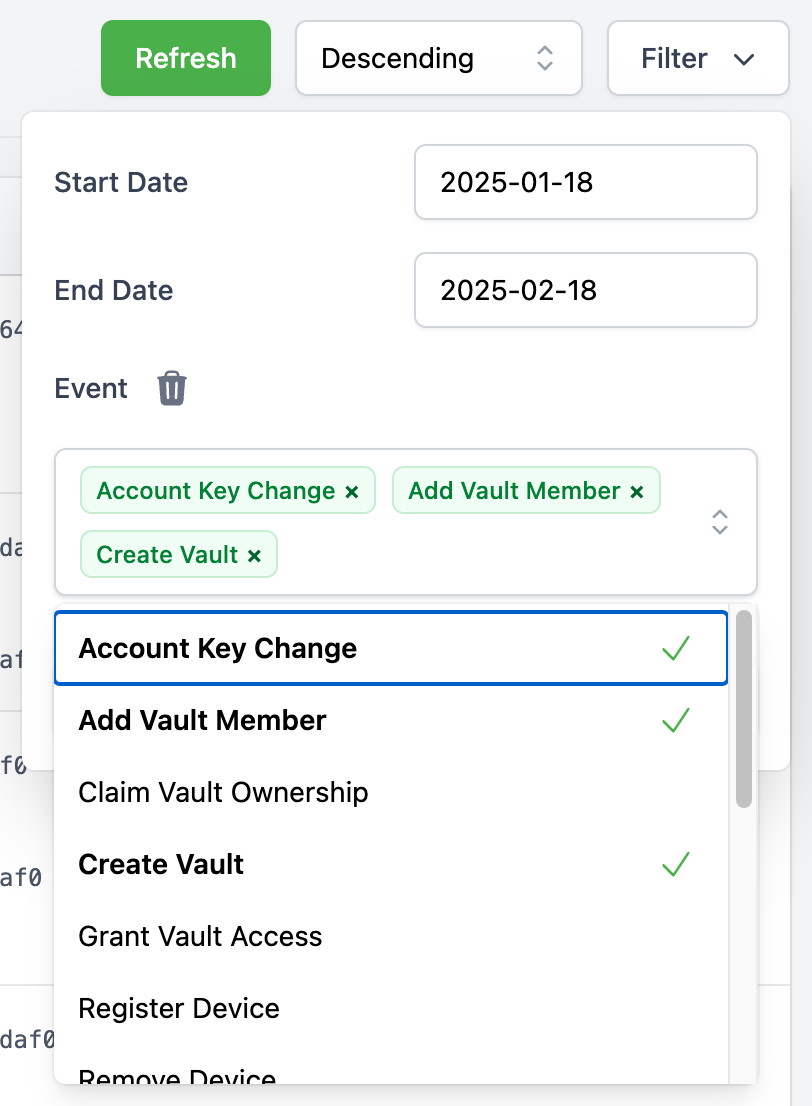 Refresh
Descending
Filter
Start Date
2025-01-18
End Date
2025-02-18
Event
64
Account Key Change ×
Add Vault Member ×
da
Create Vault ×
Account Key Change
af
Add Vault Member
f0
Claim Vault Ownership
Create Vault
af0
Grant Vault Access
Register Device
daf0
Remove Device